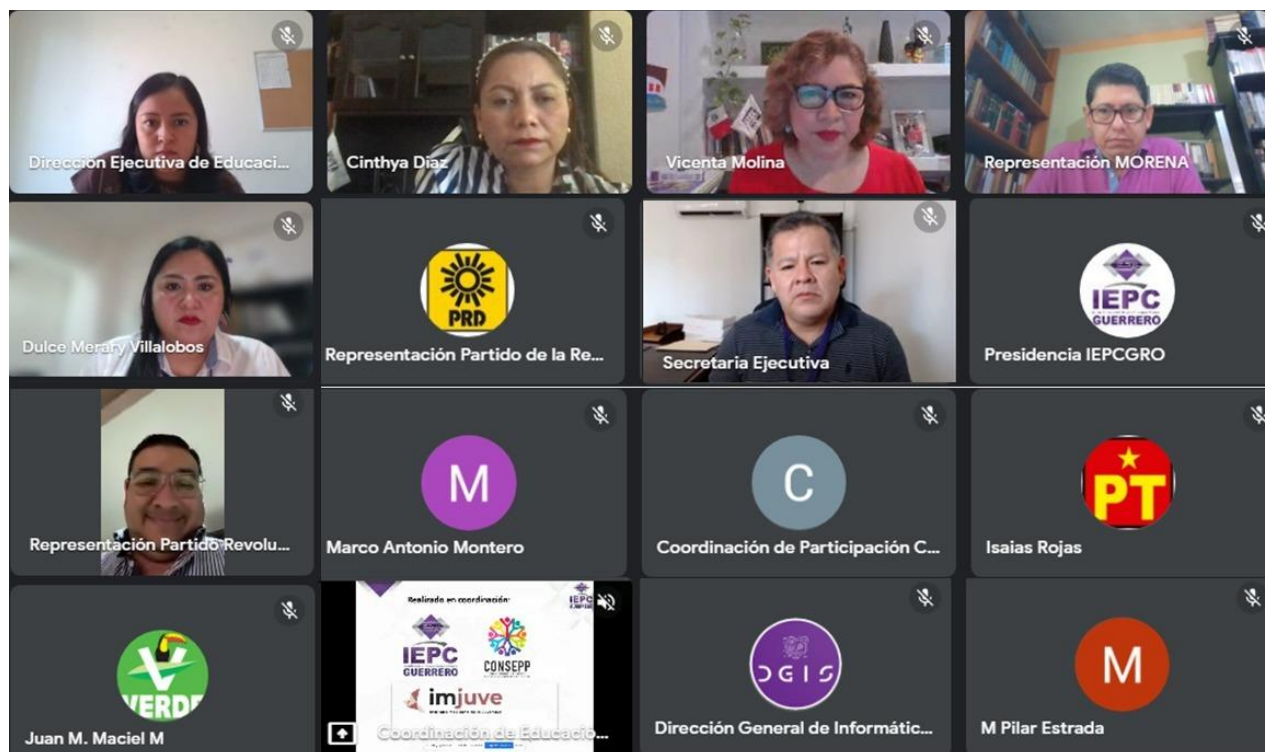 Dirección Ejecutiva de Educaci...
Cinthya Díaz
Vicenta Molina
Representación MORENA
Dulce Merary Villalobos
PRD
Representación Partido de la Re...
Secretaria Ejecutiva
IEPC
GUERRERO
Presidencia IEPCGRO
Representación Partido Revolu...
M
Marco Antonio Montero
C
Coordinación de Participación C...
PT
Isaias Rojas
VERDE
Juan M. Maciel M
Realizado en coordinación:
IEPC
IEPC
GUERRERO
CONSEPP
imjuve
Coordinación de Educació...
DGIS
Dirección General de Informátic...
M
M Pilar Estrada